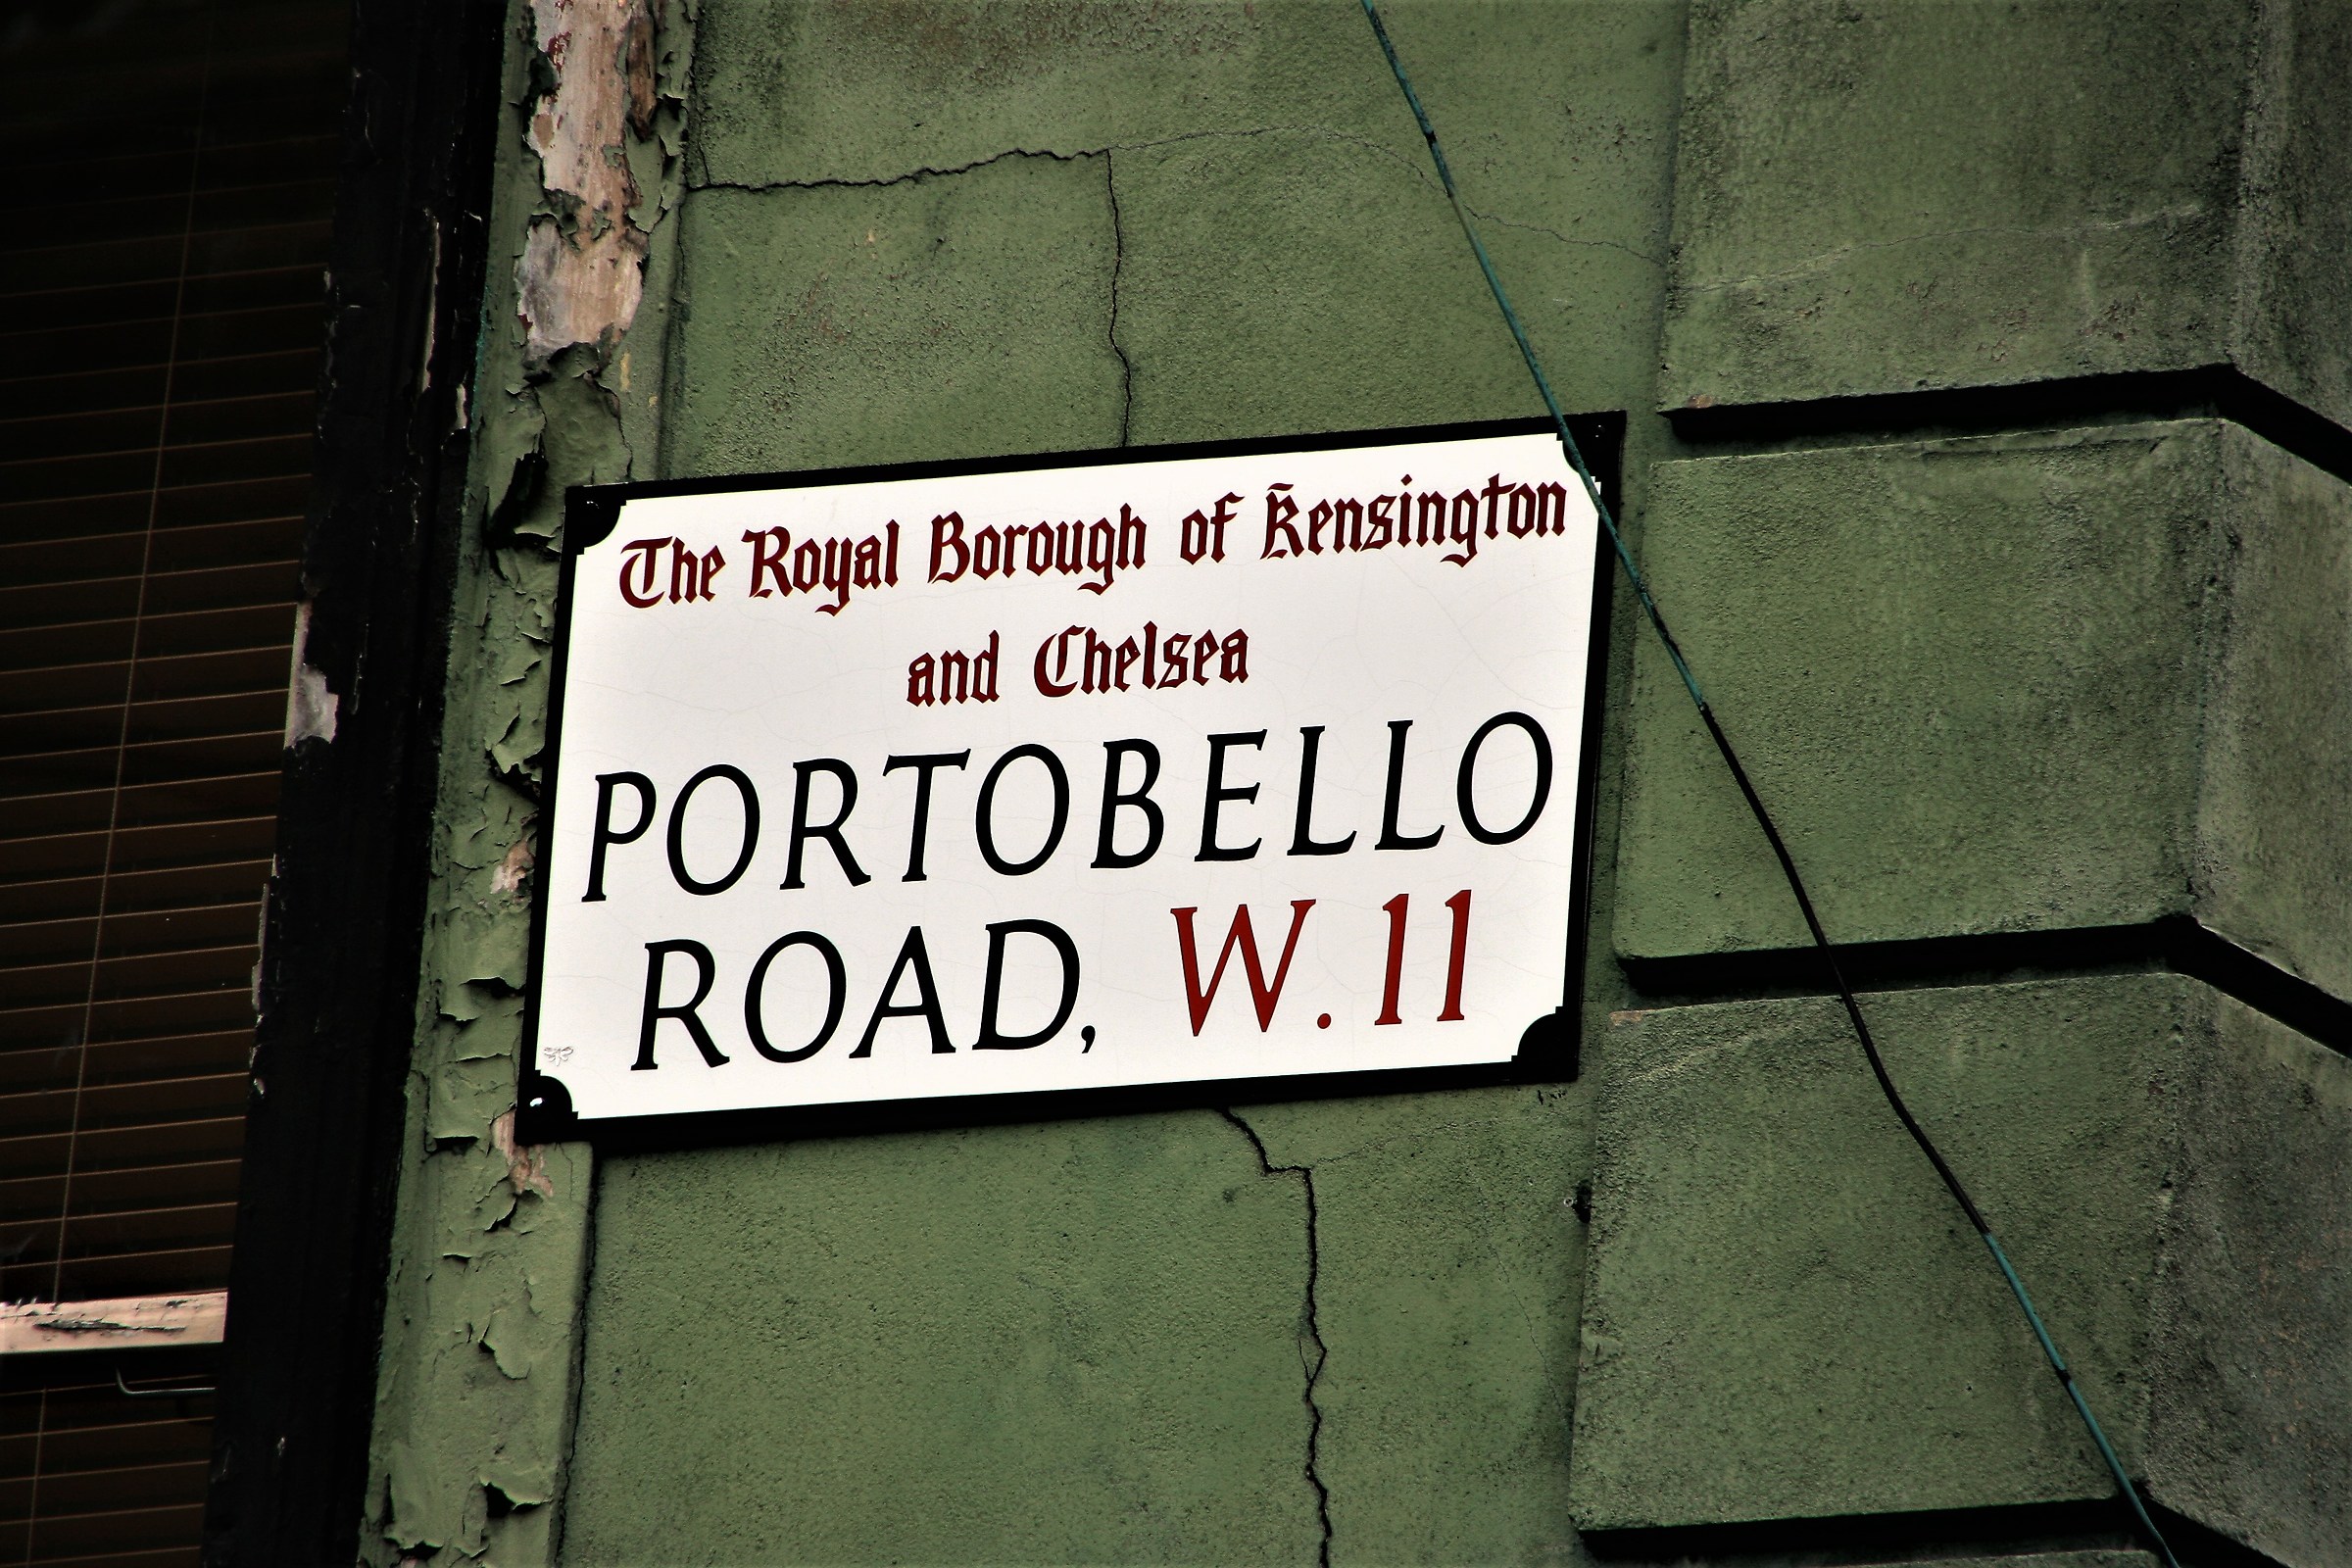 The Royal Borough of Kensington
and Chelsea
PORTOBELLO
ROAD, W.11